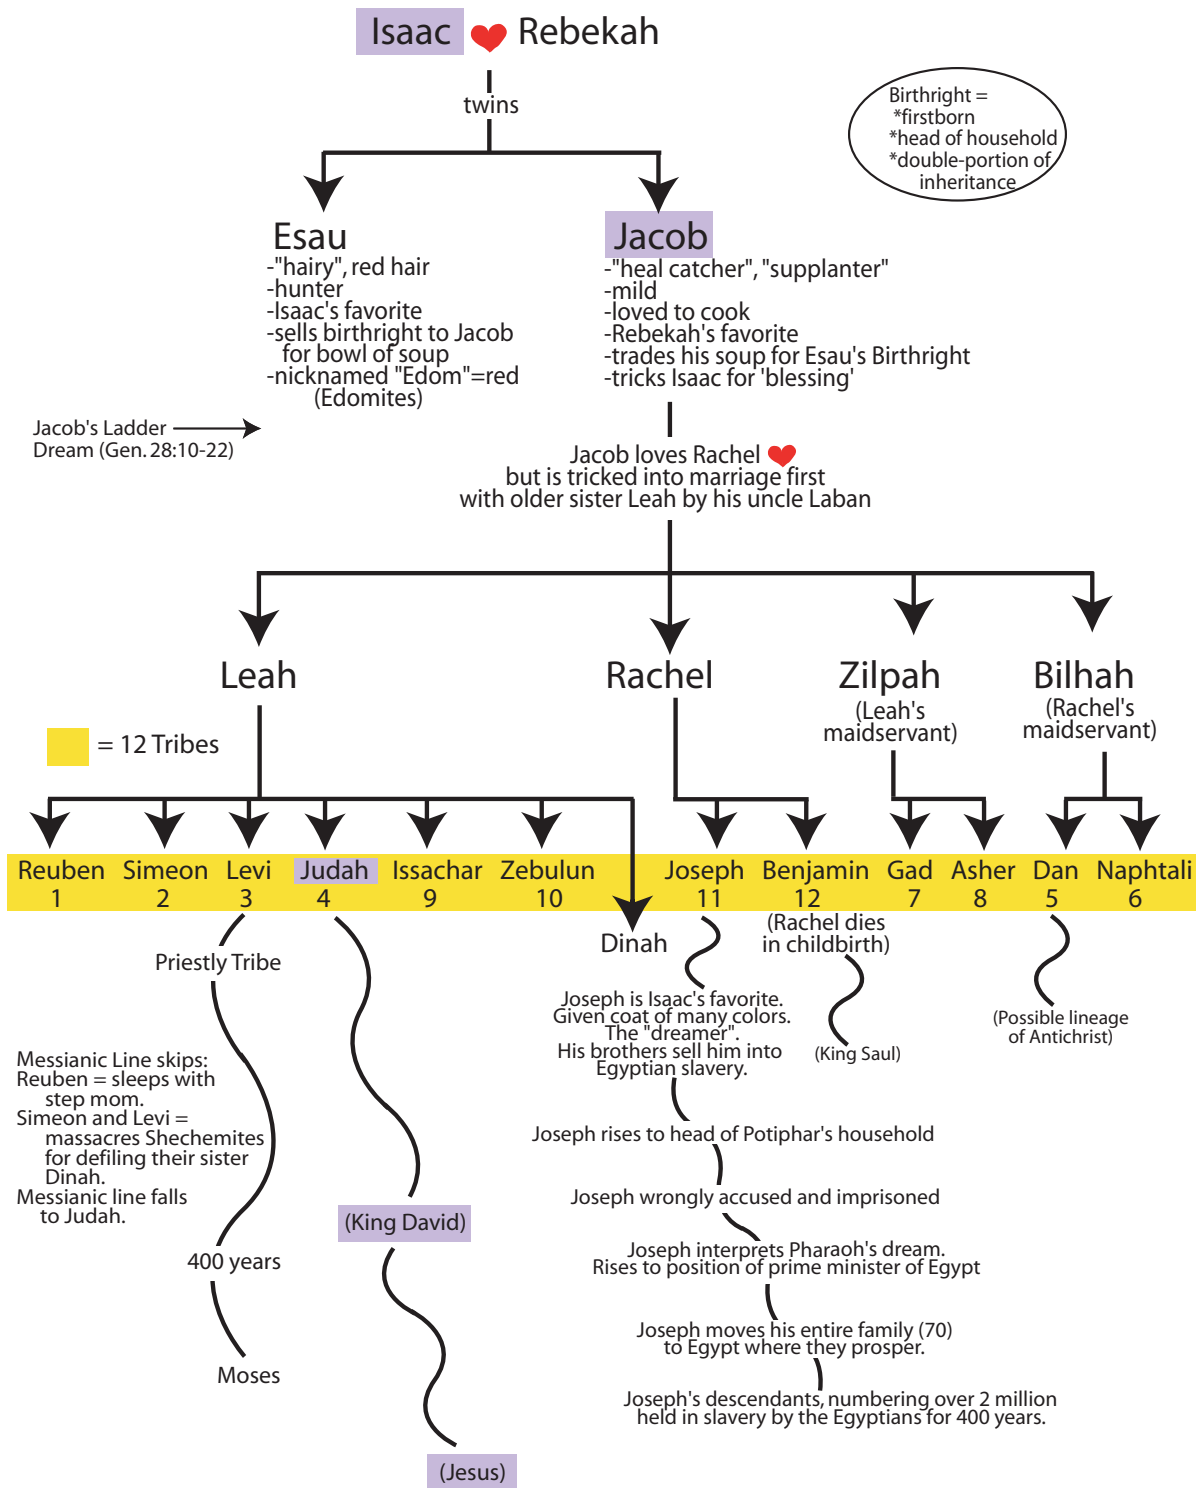 Isaac Rebekah
twins
Birthright =
*firstborn
*head of household
*double-portion of
inheritance
Esau
-"hairy", red hair
-hunter
-Isaac's favorite
-sells birthright to Jacob
for bowl of soup
-nicknamed "Edom"=red
(Edomites)
Jacob
-"heal catcher", "supplanter"
-mild
-loved to cook
-Rebekah's favorite
-trades his soup for Esau's Birthright
-tricks Isaac for 'blessing'
Jacob's Ladder
Dream (Gen. 28:10-22)
Jacob loves Rachel
but is tricked into marriage first
with older sister Leah by his uncle Laban
Leah
Rachel
Zilpah
(Leah's
maidservant)
Bilhah
(Rachel's
maidservant)
= 12 Tribes
Reuben Simeon Levi Judah Issachar Zebulun Joseph Benjamin Gad Asher Dan Naphtali
1 2 3 4 9 10 11 12 7 8 5 6
Dinah
(Rachel dies
in childbirth)
Priestly Tribe
Joseph is Isaac's favorite.
Given coat of many colors.
The "dreamer".
His brothers sell him into
Egyptian slavery.
(King Saul)
(Possible lineage
of Antichrist)
Messianic Line skips:
Reuben = sleeps with
step mom.
Simeon and Levi =
massacres Shechemites
for defiling their sister
Dinah.
Messianic line falls
to Judah.
Joseph rises to head of Potiphar's household
Joseph wrongly accused and imprisoned
(King David)
400 years
Joseph interprets Pharaoh's dream.
Rises to position of prime minister of Egypt
Joseph moves his entire family (70)
to Egypt where they prosper.
Moses
Joseph's descendants, numbering over 2 million
held in slavery by the Egyptians for 400 years.
(Jesus)